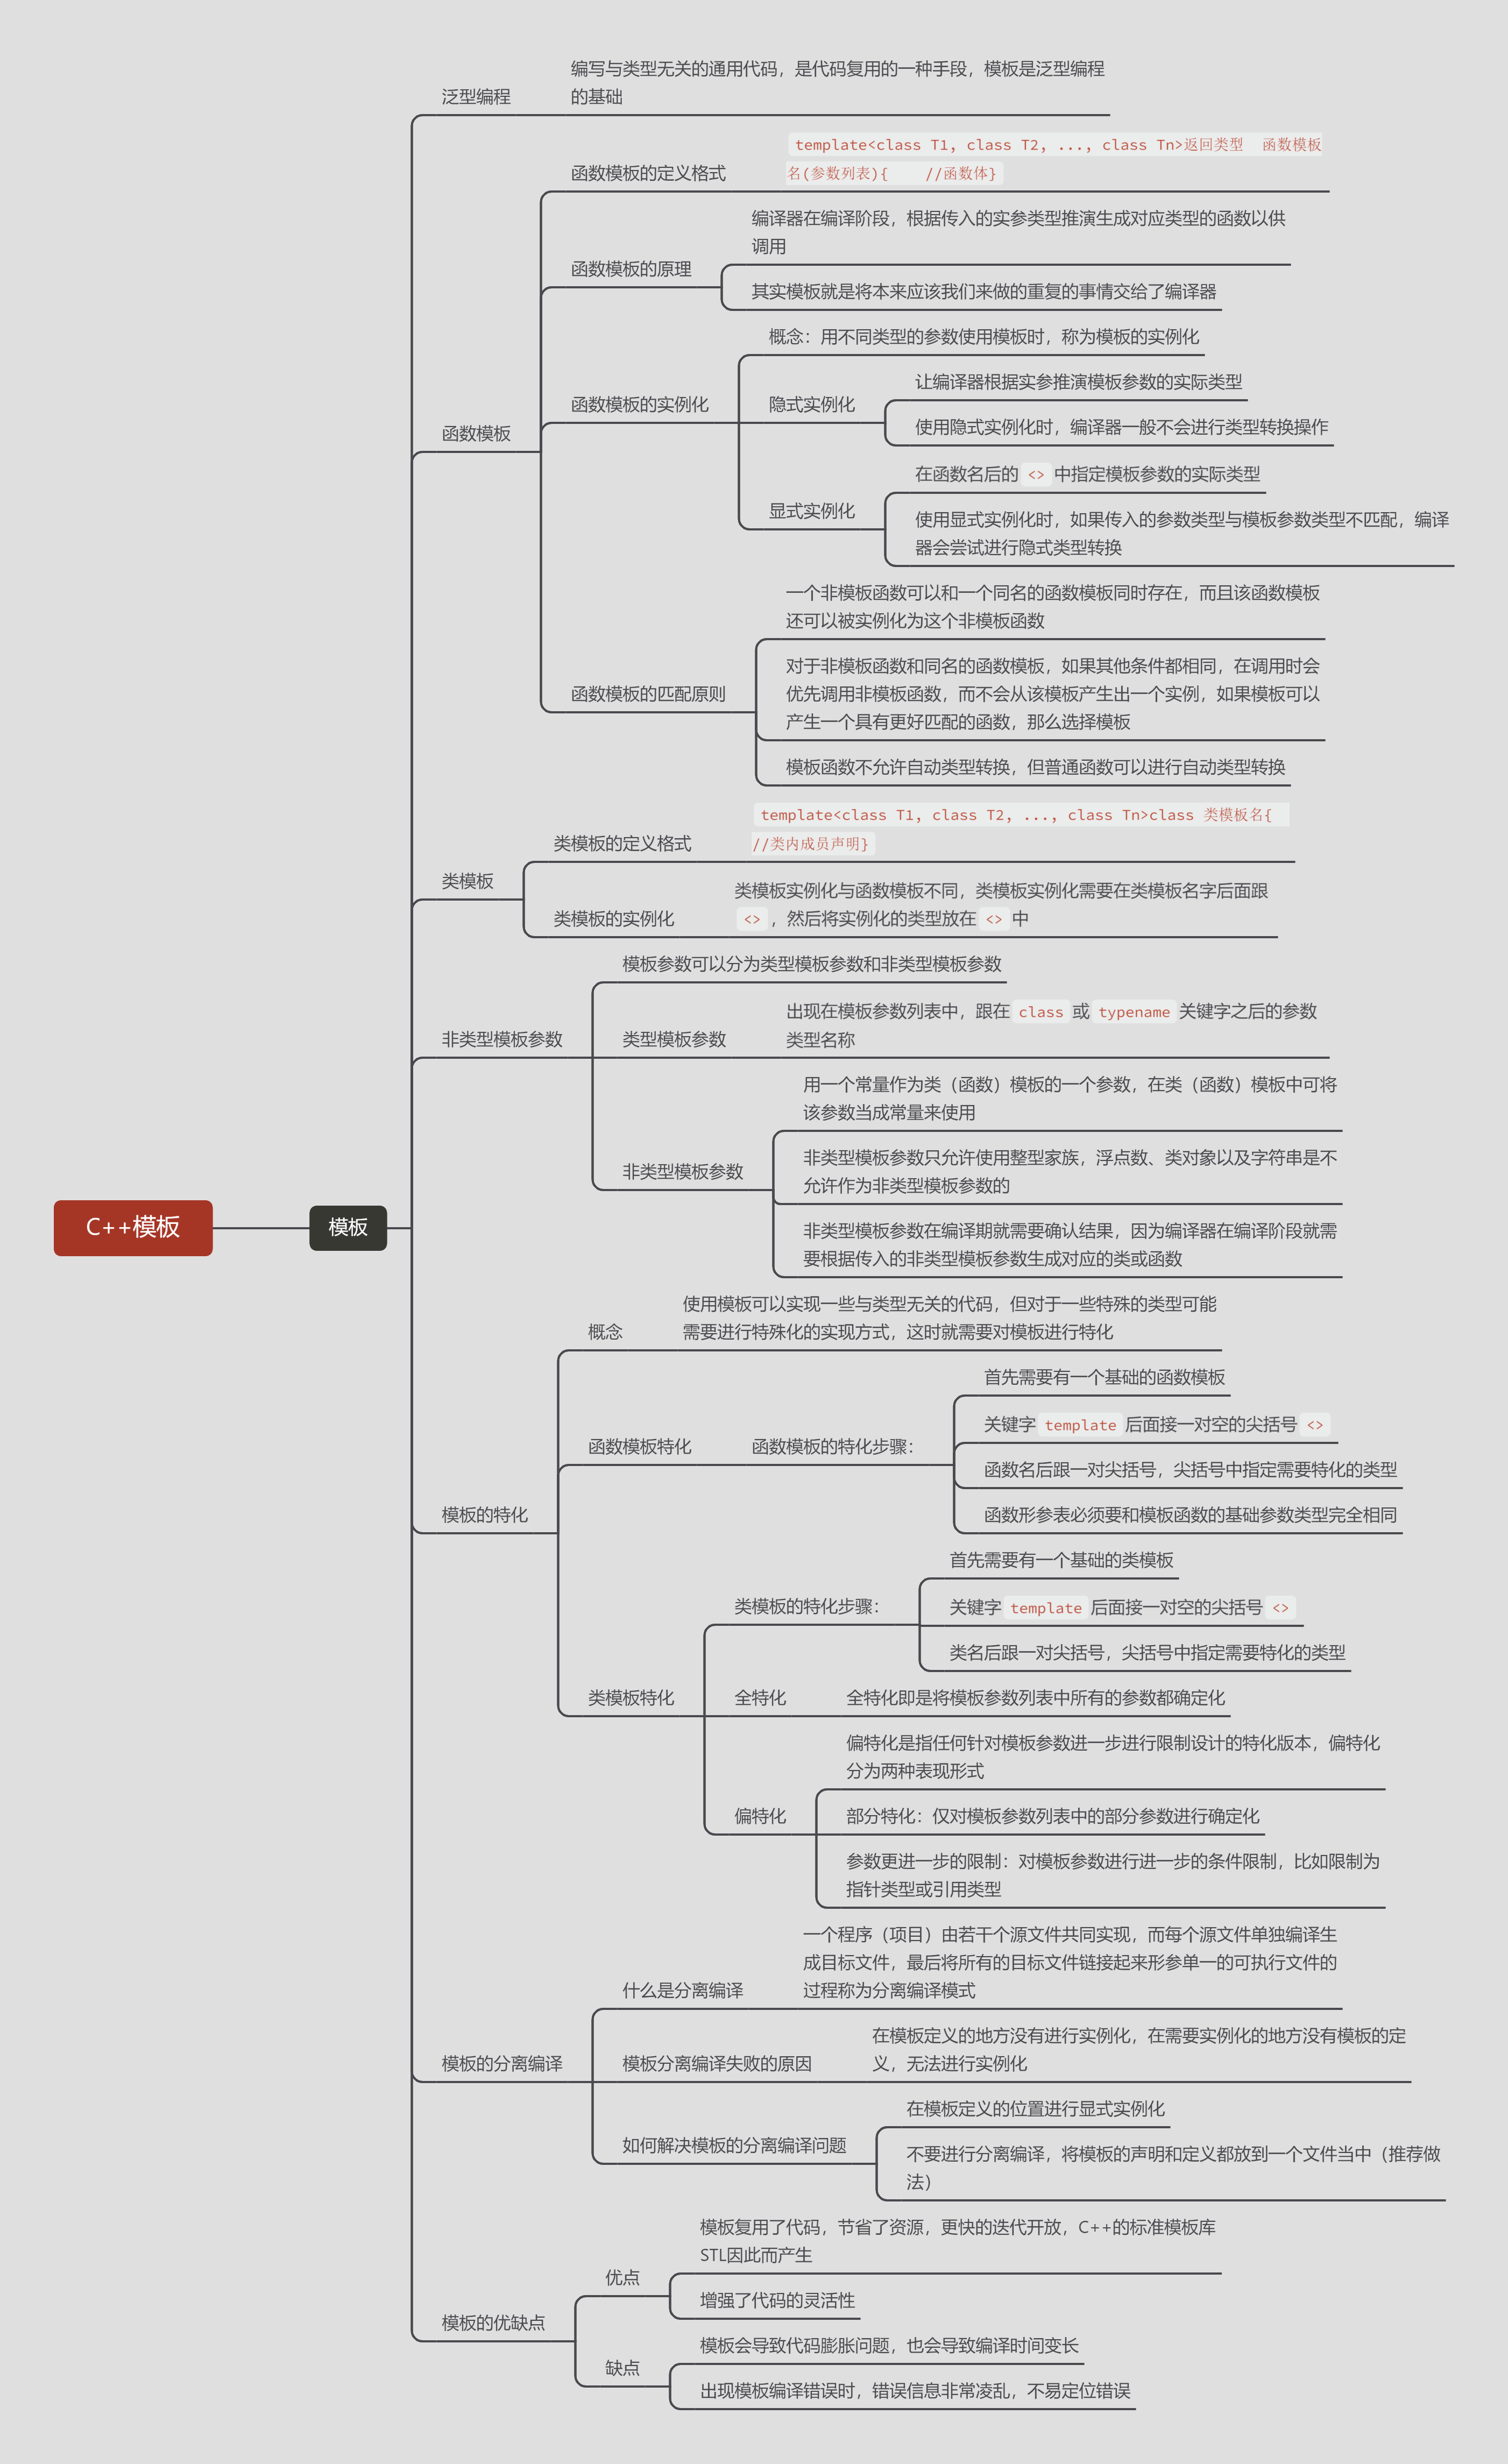 C++模板
模板
泛型编程
编写与类型无关的通用代码，是代码复用的一种手段，模板是泛型编程
的基础
函数模板
函数模板的定义格式
template<class T1, class T2, ..., class Tn>返回类型  函数模板
名(参数列表){    //函数体}
函数模板的原理
编译器在编译阶段，根据传入的实参类型推演生成对应类型的函数以供
调用
其实模板就是将本来应该我们来做的重复的事情交给了编译器
函数模板的实例化
概念：用不同类型的参数使用模板时，称为模板的实例化
隐式实例化
让编译器根据实参推演模板参数的实际类型
使用隐式实例化时，编译器一般不会进行类型转换操作
显式实例化
在函数名后的 <> 中指定模板参数的实际类型
使用显式实例化时，如果传入的参数类型与模板参数类型不匹配，编译
器会尝试进行隐式类型转换
函数模板的匹配原则
一个非模板函数可以和一个同名的函数模板同时存在，而且该函数模板
还可以被实例化为这个非模板函数
对于非模板函数和同名的函数模板，如果其他条件都相同，在调用时会
优先调用非模板函数，而不会从该模板产生出一个实例，如果模板可以
产生一个具有更好匹配的函数，那么选择模板
模板函数不允许自动类型转换，但普通函数可以进行自动类型转换
类模板
类模板的定义格式
template<class T1, class T2, ..., class Tn>class 类模板名{
//类内成员声明}
类模板的实例化
类模板实例化与函数模板不同，类模板实例化需要在类模板名字后面跟
<> ，然后将实例化的类型放在 <> 中
非类型模板参数
模板参数可以分为类型模板参数和非类型模板参数
类型模板参数
出现在模板参数列表中，跟在 class 或 typename 关键字之后的参数
类型名称
非类型模板参数
用一个常量作为类（函数）模板的一个参数，在类（函数）模板中可将
该参数当成常量来使用
非类型模板参数只允许使用整型家族，浮点数、类对象以及字符串是不
允许作为非类型模板参数的
非类型模板参数在编译期就需要确认结果，因为编译器在编译阶段就需
要根据传入的非类型模板参数生成对应的类或函数
模板的特化
概念
使用模板可以实现一些与类型无关的代码，但对于一些特殊的类型可能
需要进行特殊化的实现方式，这时就需要对模板进行特化
函数模板特化
函数模板的特化步骤：
首先需要有一个基础的函数模板
关键字 template 后面接一对空的尖括号 <>
函数名后跟一对尖括号，尖括号中指定需要特化的类型
函数形参表必须要和模板函数的基础参数类型完全相同
类模板特化
类模板的特化步骤：
首先需要有一个基础的类模板
关键字 template 后面接一对空的尖括号 <>
类名后跟一对尖括号，尖括号中指定需要特化的类型
全特化
全特化即是将模板参数列表中所有的参数都确定化
偏特化
偏特化是指任何针对模板参数进一步进行限制设计的特化版本，偏特化
分为两种表现形式
部分特化：仅对模板参数列表中的部分参数进行确定化
参数更进一步的限制：对模板参数进行进一步的条件限制，比如限制为
指针类型或引用类型
模板的分离编译
什么是分离编译
一个程序（项目）由若干个源文件共同实现，而每个源文件单独编译生
成目标文件，最后将所有的目标文件链接起来形参单一的可执行文件的
过程称为分离编译模式
模板分离编译失败的原因
在模板定义的地方没有进行实例化，在需要实例化的地方没有模板的定
义，无法进行实例化
如何解决模板的分离编译问题
在模板定义的位置进行显式实例化
不要进行分离编译，将模板的声明和定义都放到一个文件当中（推荐做
法）
模板的优缺点
优点
模板复用了代码，节省了资源，更快的迭代开放，C++的标准模板库
STL因此而产生
增强了代码的灵活性
缺点
模板会导致代码膨胀问题，也会导致编译时间变长
出现模板编译错误时，错误信息非常凌乱，不易定位错误